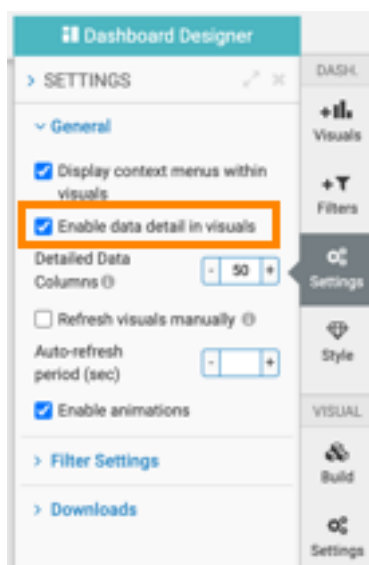 Dashboard Designer
SETTINGS
General
Display context menus within
visuals
Enable data detail in visuals
Detailed Data
Columns
- 50 +
Refresh visuals manually
Auto-refresh
period (sec)
- +
Enable animations
Filter Settings
Downloads
DASH.
Visuals
Filters
Settings
Style
VISUAL
Build
Settings